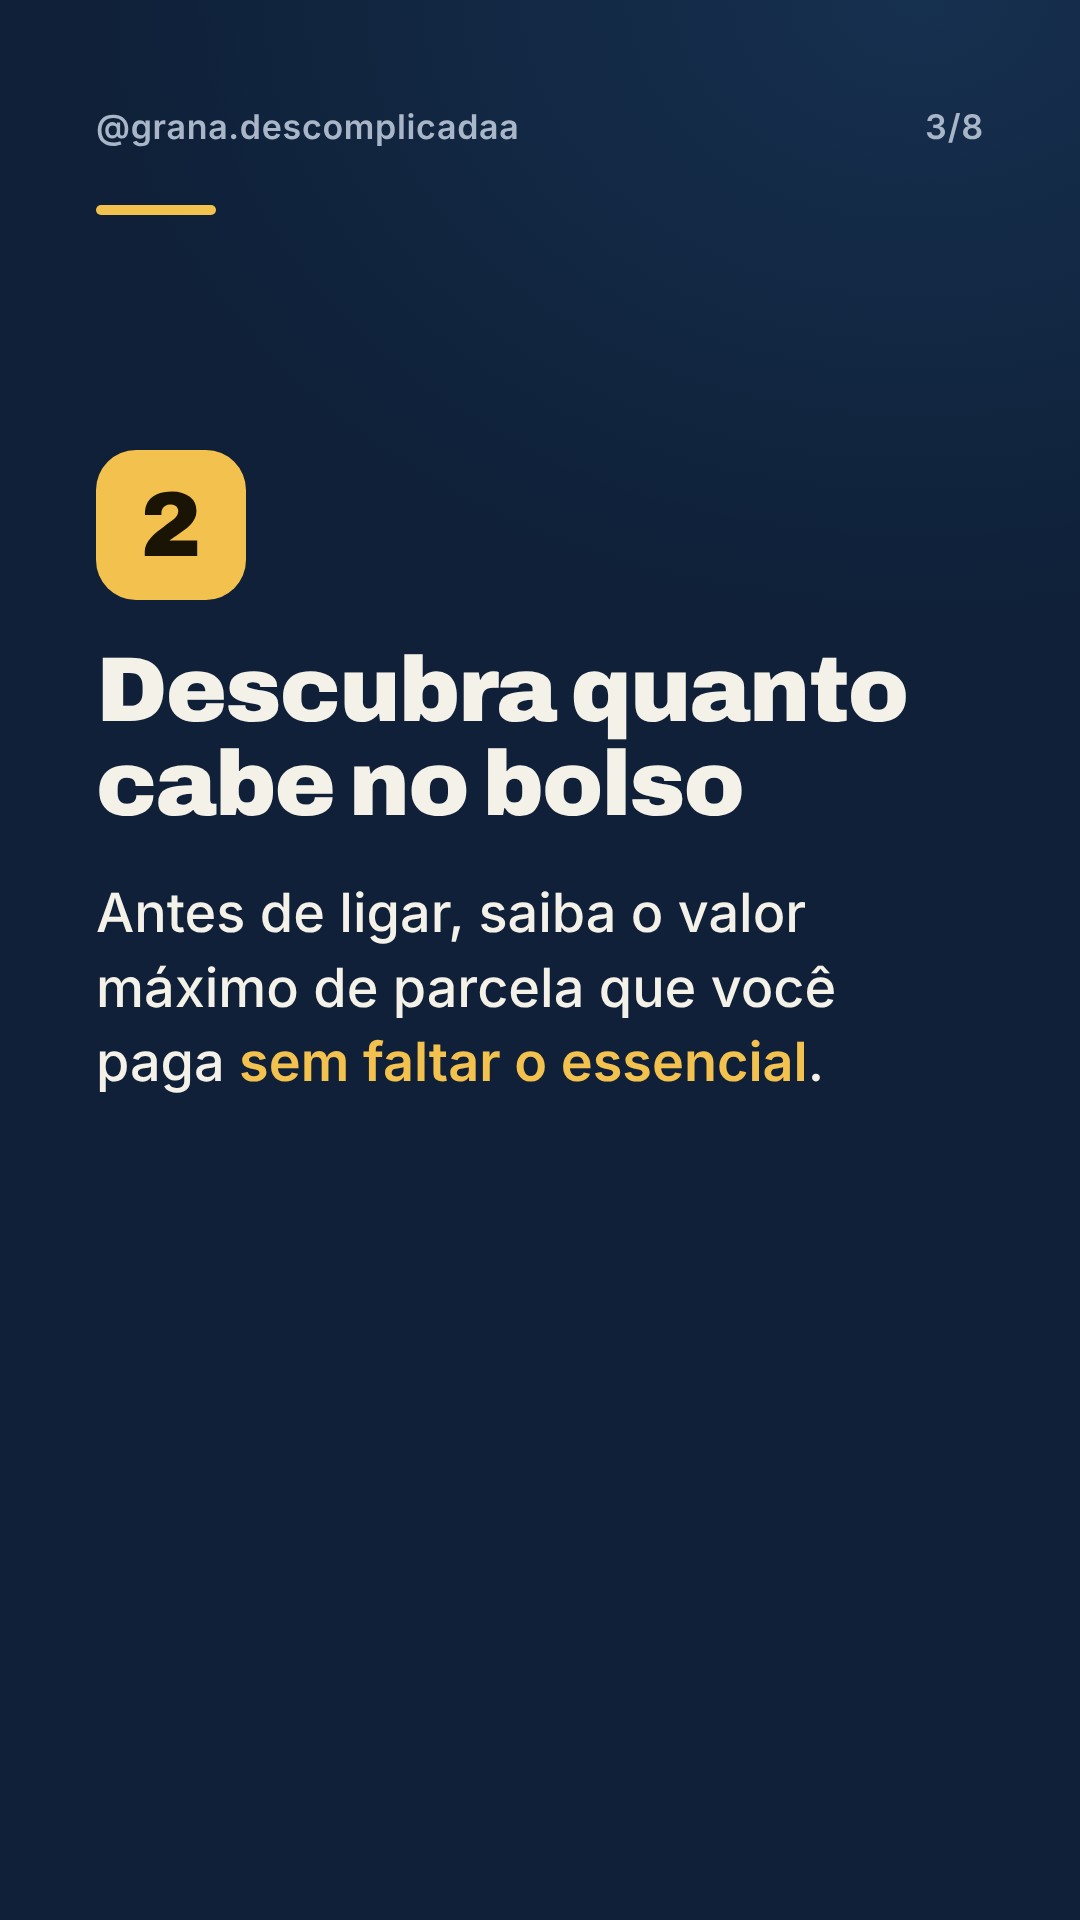 @grana.descomplicadaa
3/8
2
Descubra quanto
cabe no bolso
Antes de ligar, saiba o valor
máximo de parcela que você
paga sem faltar o essencial.